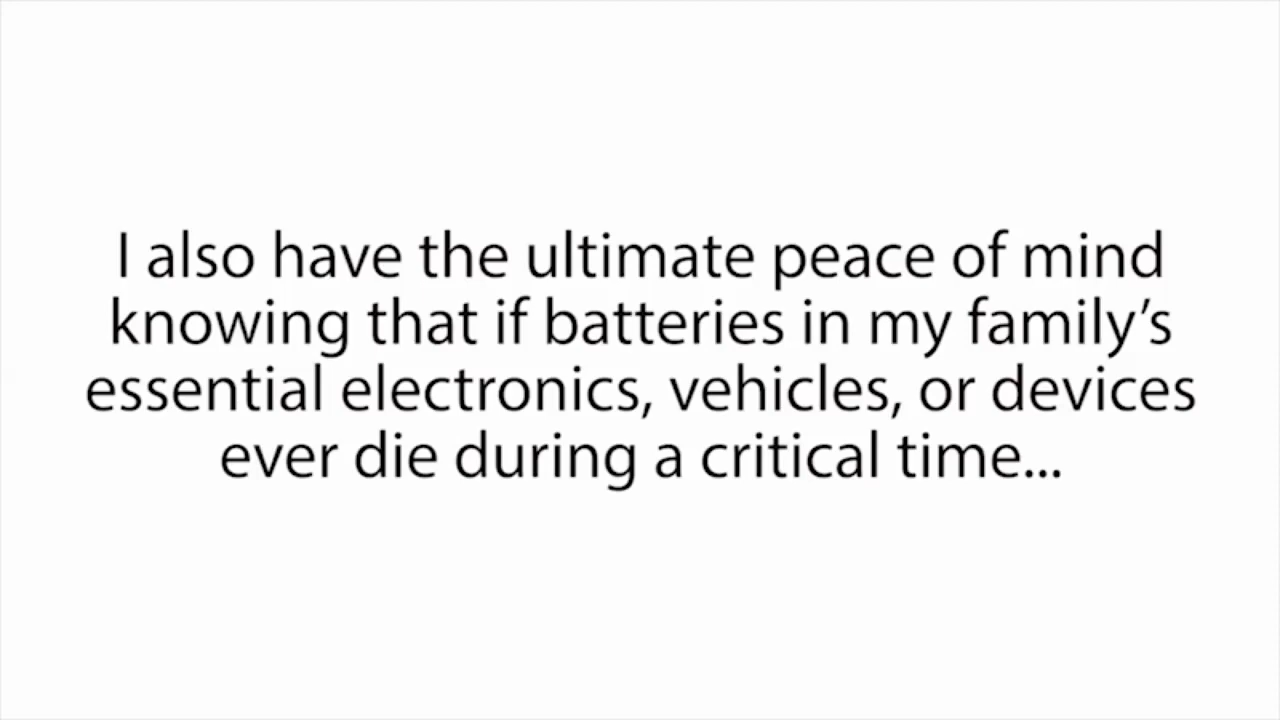 I also have the ultimate peace of mind
knowing that if batteries in my family’s
essential electronics, vehicles, or devices
ever die during a critical time...